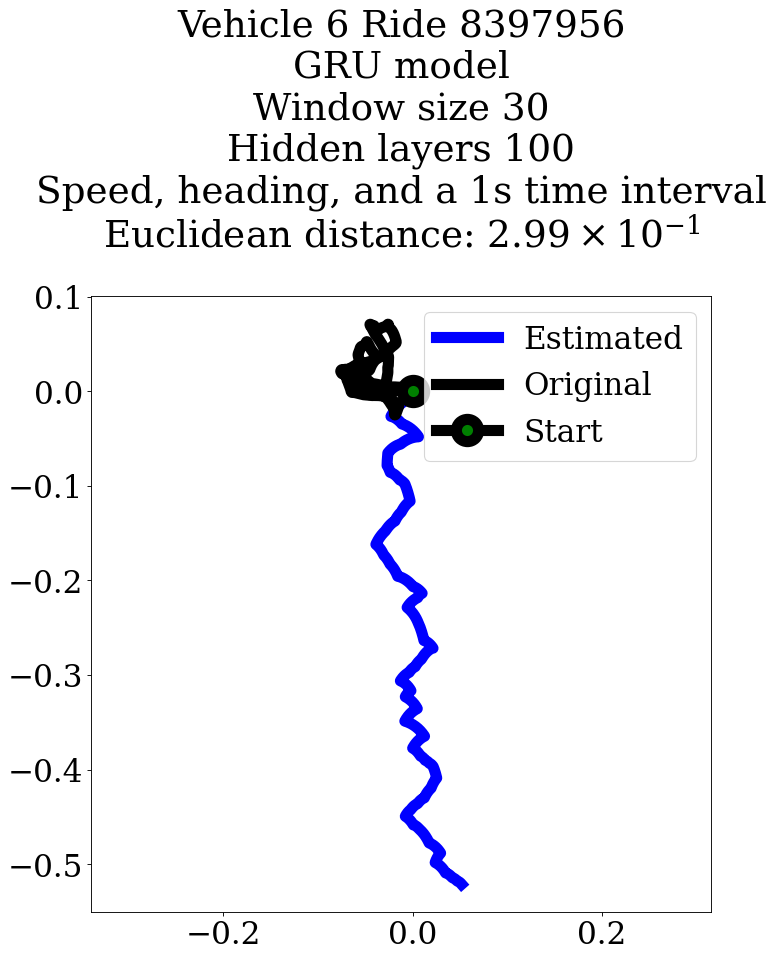 Vehicle 6 Ride 8397956
GRU model
Window size 30
Hidden layers 100
Speed, heading, and a 1s time interval
Euclidean distance: 2.99 × 10⁻¹
0.1
0.0
−0.1
−0.2
−0.3
−0.4
−0.5
Estimated
Original
Start
−0.2
0.0
0.2